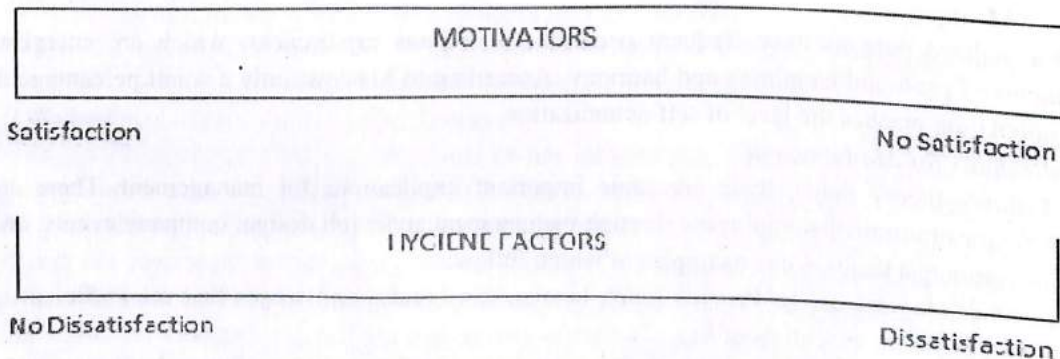 MOTIVATORS
Satisfaction
No Satisfaction
HYGIENE FACTORS
No Dissatisfaction
Dissatisfaction